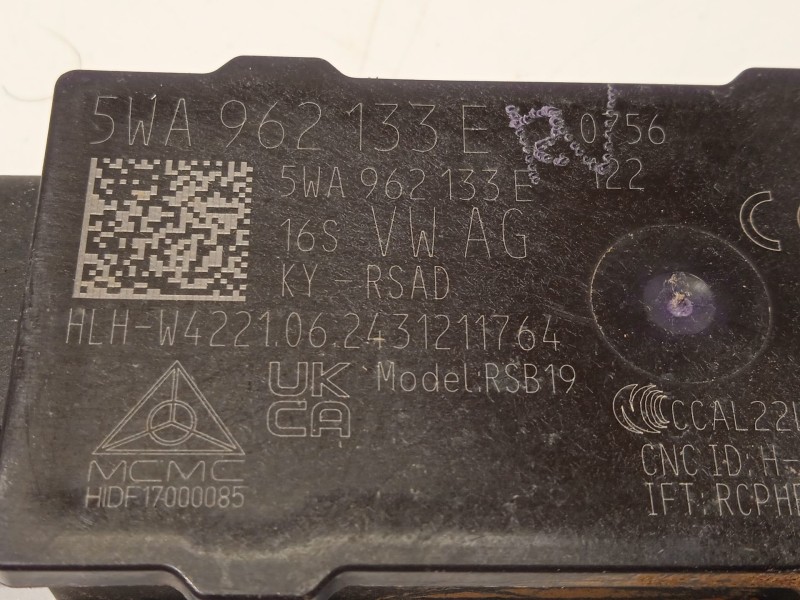 5WA 962 133 E 0756
5WA 962 133 E 122
16S VW AG
KY - RSAD
HLH-W4221.06.2431211764
UK
CA
Model:RSB19
MCMC
HIDF17000085
CCAL22
CNC ID: H-
IFT: RCPH